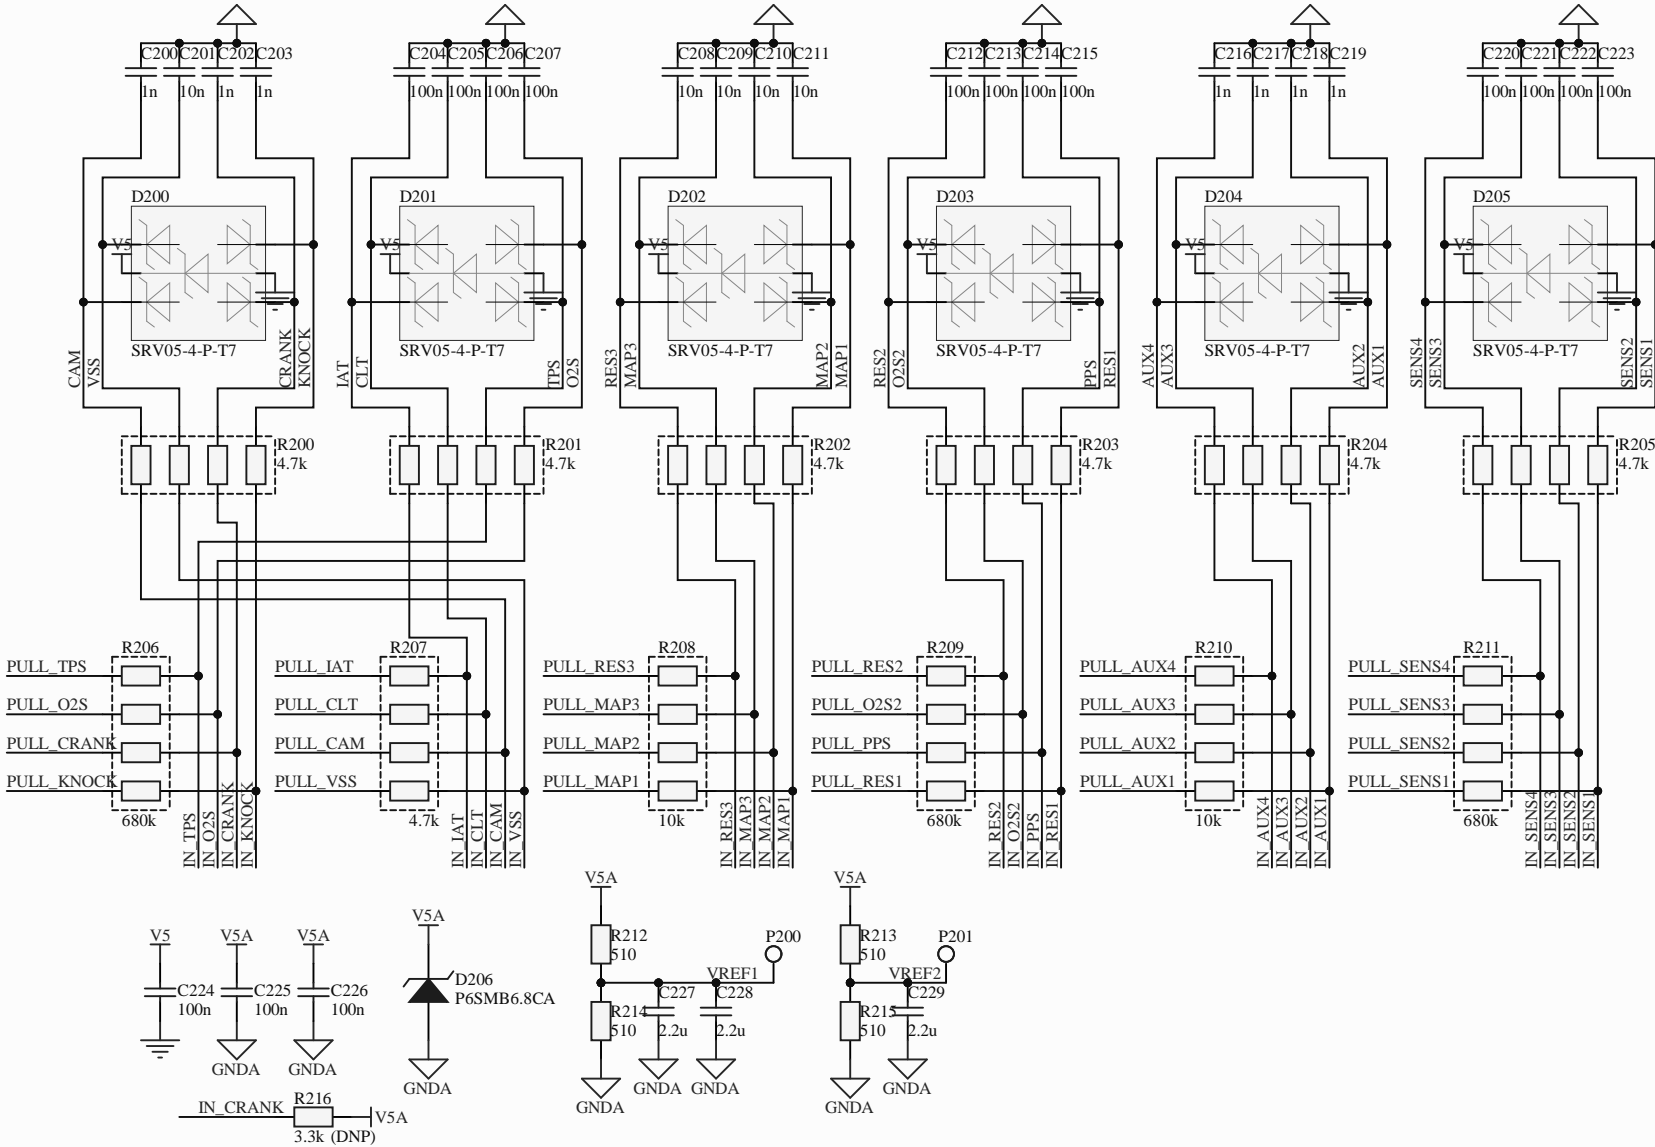 C200 C201 C202 C203 C204 C205 C206 C207 C208 C209 C210 C211 C212 C213 C214 C215 C216 C217 C218 C219 C220 C221 C222 C223
1n 10n 1n 1n 100n 100n 100n 100n 10n 10n 10n 10n 100n 100n 100n 100n 1n 1n 1n 1n 100n 100n 100n 100n
D200 D201 D202 D203 D204 D205
V5 V5 V5 V5 V5 V5
SRV05-4-P-T7 SRV05-4-P-T7 SRV05-4-P-T7 SRV05-4-P-T7 SRV05-4-P-T7 SRV05-4-P-T7
CAM VSS CRANK KNOCK IAT CLT TPS O2S RES3 MAP3 MAP2 MAP1 RES2 O2S2 PPS RES1 AUX4 AUX3 AUX2 AUX1 SENS4 SENS3 SENS2 SENS1
R200 R201 R202 R203 R204 R205
4.7k 4.7k 4.7k 4.7k 4.7k 4.7k
R206 R207 R208 R209 R210 R211
PULL_TPS PULL_IAT PULL_RES3 PULL_RES2 PULL_AUX4 PULL_SENS4
PULL_O2S PULL_CLT PULL_MAP3 PULL_O2S2 PULL_AUX3 PULL_SENS3
PULL_CRANK PULL_CAM PULL_MAP2 PULL_PPS PULL_AUX2 PULL_SENS2
PULL_KNOCK PULL_VSS PULL_MAP1 PULL_RES1 PULL_AUX1 PULL_SENS1
680k 4.7k 10k 680k 10k 680k
IN_TPS IN_O2S IN_CRANK IN_KNOCK IN_IAT IN_CLT IN_CAM IN_VSS IN_RES3 IN_MAP3 IN_MAP2 IN_MAP1 IN_RES2 IN_O2S2 IN_PPS IN_RES1 IN_AUX4 IN_AUX3 IN_AUX2 IN_AUX1 IN_SENS4 IN_SENS3 IN_SENS2 IN_SENS1
V5A V5A
V5 V5A V5A V5A
R212 P200 R213 P201
510 510
VREF1 VREF2
D206
P6SMB6.8CA
C224 C225 C226 C227 C228 C229
100n 100n 100n
R214 R215
510 2.2u 2.2u 510 2.2u
GNDA GNDA GNDA GNDA GNDA GNDA
GNDA GNDA
IN_CRANK R216 V5A
3.3k (DNP)